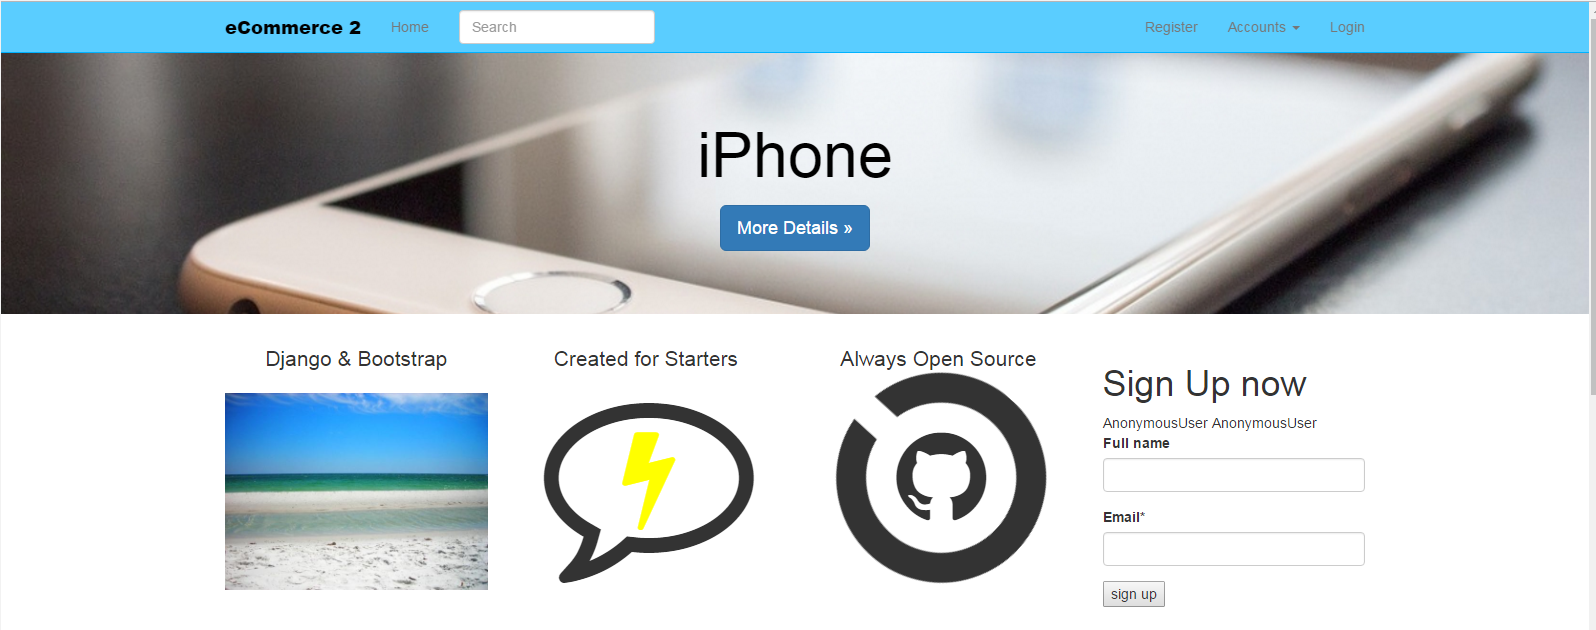 eCommerce 2 Home Search Register Accounts Login
iPhone
More Details »
Django & Bootstrap
Created for Starters
Always Open Source
Sign Up now
AnonymousUser AnonymousUser
Full name
Email*
sign up